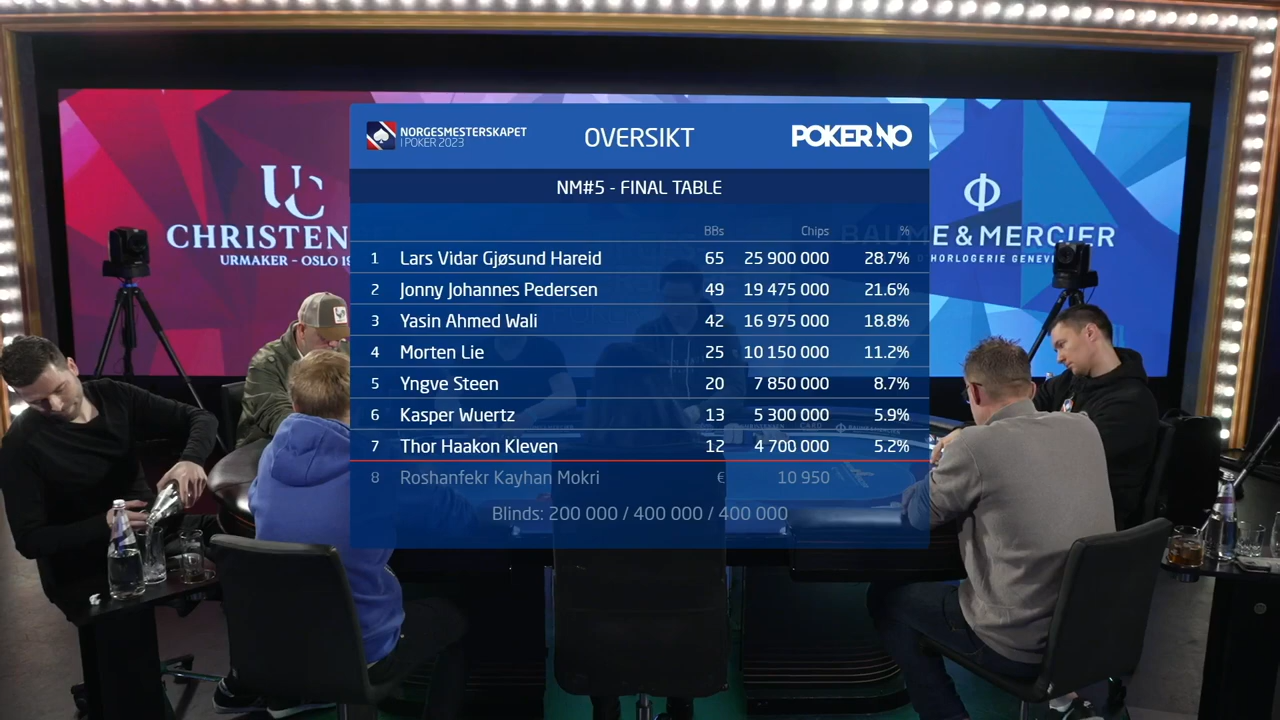 NORGESMESTERSKAPET
I POKER 2023
OVERSIKT
POKER.NO
NM#5 - FINAL TABLE
BBs Chips %
1 Lars Vidar Gjøsund Hareid 65 25 900 000 28.7%
2 Jonny Johannes Pedersen 49 19 475 000 21.6%
3 Yasin Ahmed Wali 42 16 975 000 18.8%
4 Morten Lie 25 10 150 000 11.2%
5 Yngve Steen 20 7 850 000 8.7%
6 Kasper Wuertz 13 5 300 000 5.9%
7 Thor Haakon Kleven 12 4 700 000 5.2%
8 Roshanfekr Kayhan Mokri € 10 950
Blinds: 200 000 / 400 000 / 400 000
UC
CHRISTEN
URMAKER - OSLO
BAUME & MERCIER
D'HORLOGERIE